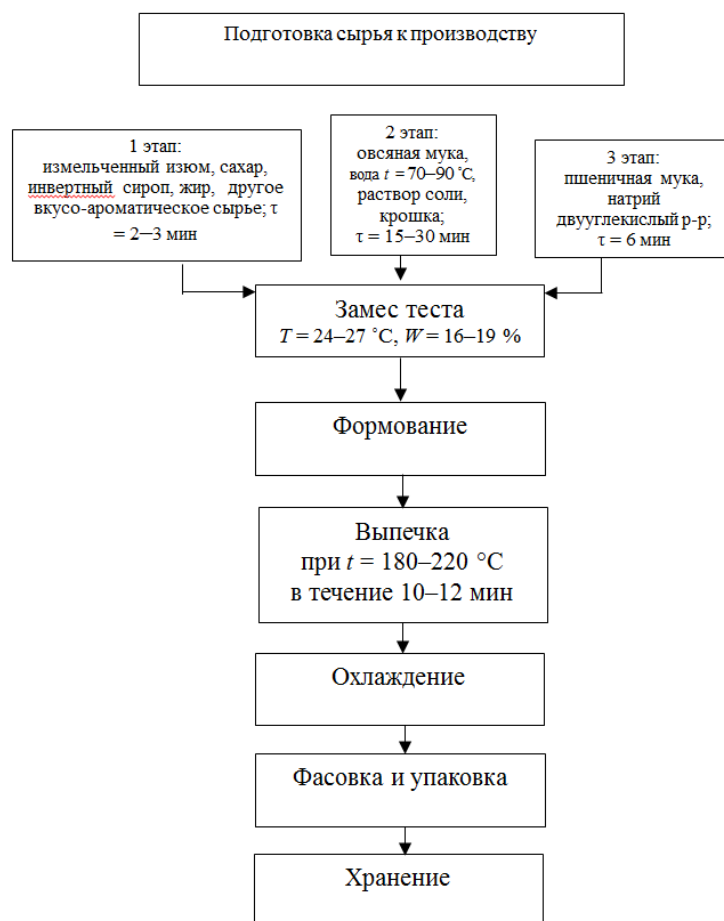 Подготовка сырья к производству
1 этап:
измельченный изюм, сахар,
инвертный сироп, жир, другое
вкусо-ароматическое сырье; τ
= 2–3 мин
2 этап:
овсяная мука,
вода t = 70–90 ˚С,
раствор соли,
крошка;
τ = 15–30 мин
3 этап:
пшеничная мука,
натрий
двууглекислый р-р;
τ = 6 мин
Замес теста
T = 24–27 ˚С, W = 16–19 %
Формование
Выпечка
при t = 180–220 °С
в течение 10–12 мин
Охлаждение
Фасовка и упаковка
Хранение